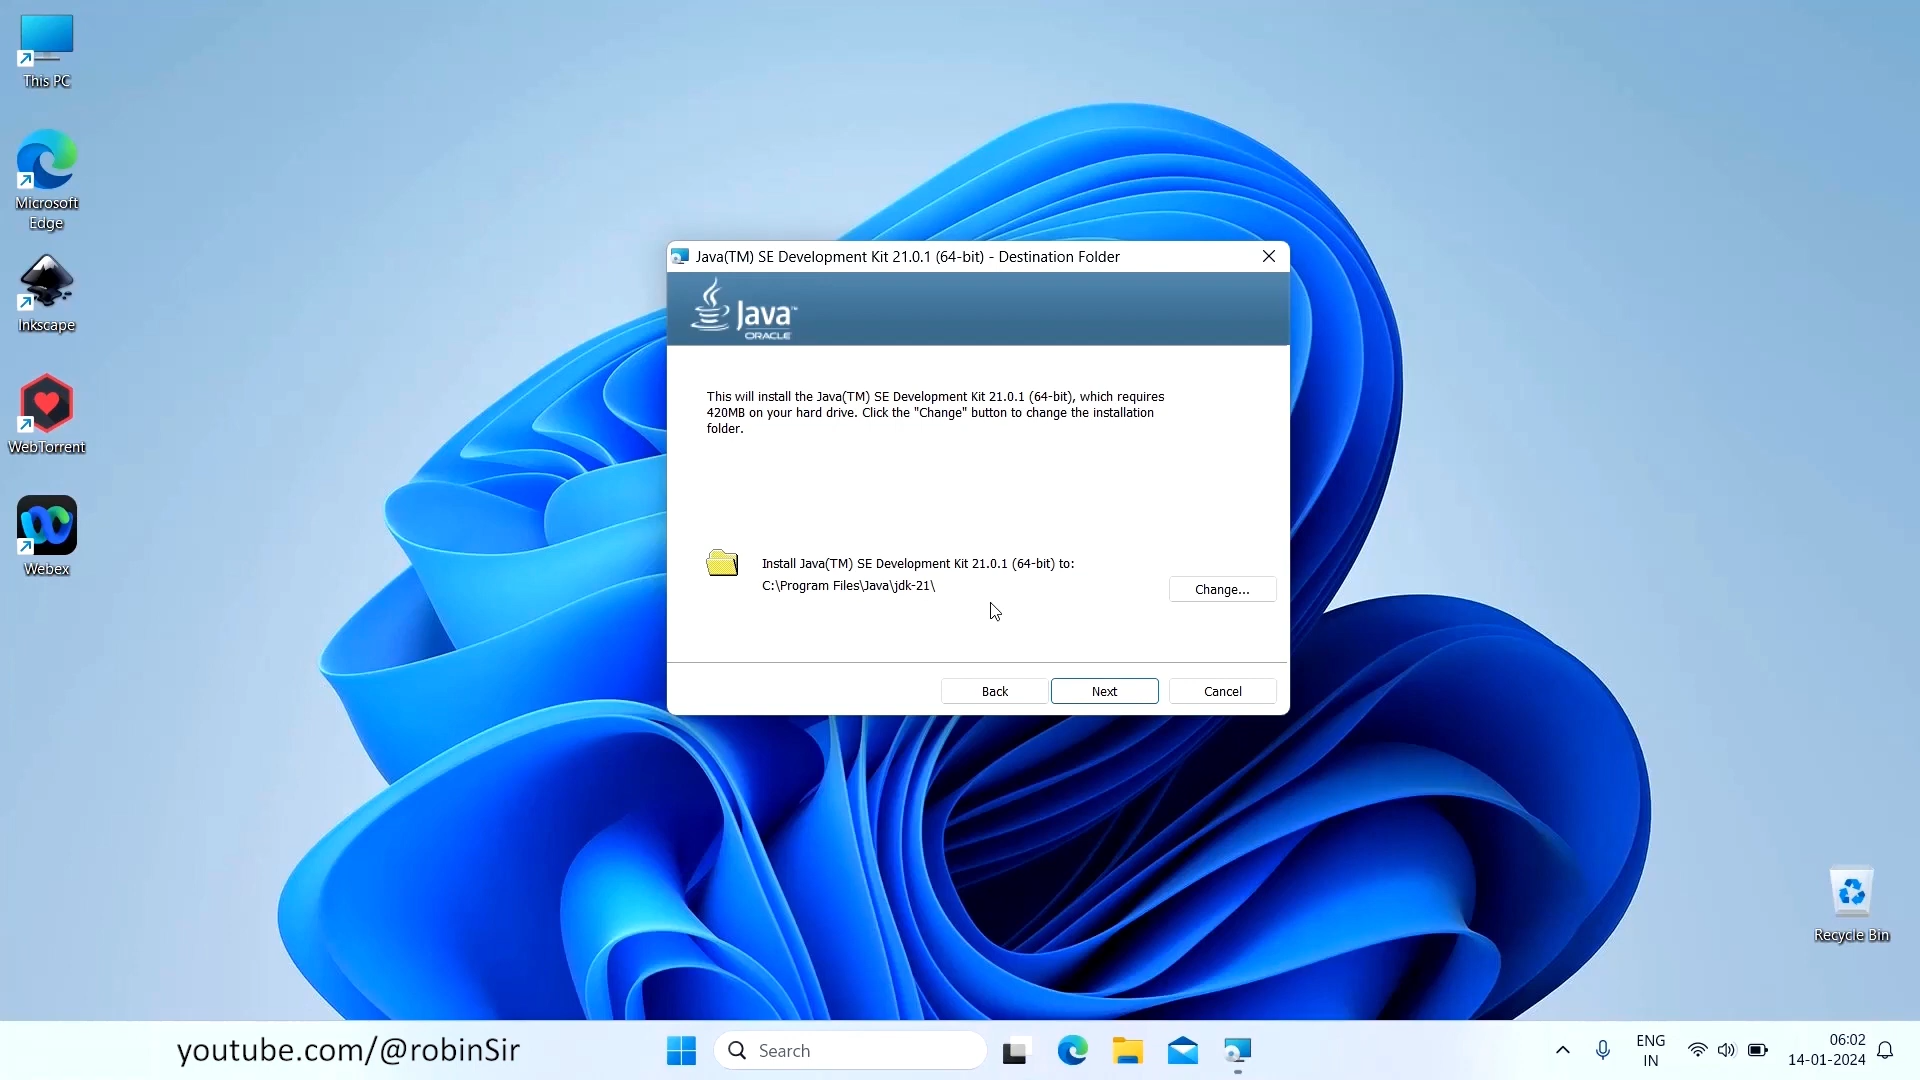 This PC
Microsoft
Edge
Inkscape
WebTorrent
Webex
Java(TM) SE Development Kit 21.0.1 (64-bit) - Destination Folder
Java™
ORACLE
This will install the Java(TM) SE Development Kit 21.0.1 (64-bit), which requires
420MB on your hard drive. Click the "Change" button to change the installation
folder.
Install Java(TM) SE Development Kit 21.0.1 (64-bit) to:
C:\Program Files\Java\jdk-21\
Change...
Back
Next
Cancel
Recycle Bin
youtube.com/@robinSir
Search
ENG
IN
06:02
14-01-2024